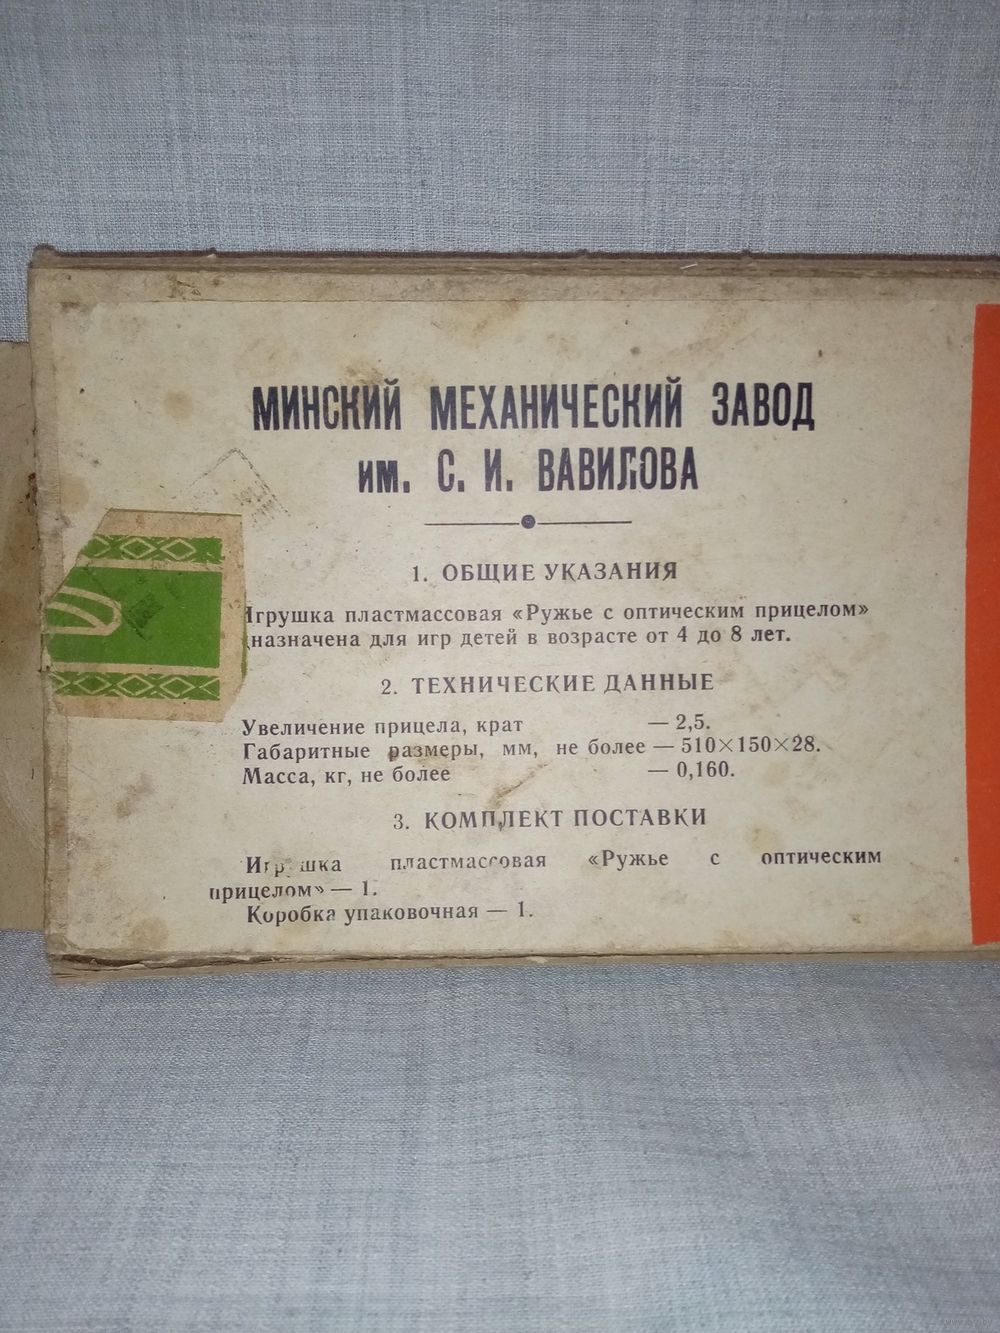 МИНСКИЙ МЕХАНИЧЕСКИЙ ЗАВОД
им. С. И. ВАВИЛОВА
1. ОБЩИЕ УКАЗАНИЯ
Игрушка пластмассовая «Ружье с оптическим прицелом»
назначена для игр детей в возрасте от 4 до 8 лет.
2. ТЕХНИЧЕСКИЕ ДАННЫЕ
Увеличение прицела, крат — 2,5.
Габаритные размеры, мм, не более — 510×150×28.
Масса, кг, не более — 0,160.
3. КОМПЛЕКТ ПОСТАВКИ
Игрушка пластмассовая «Ружье с оптическим
прицелом» — 1.
Коробка упаковочная — 1.